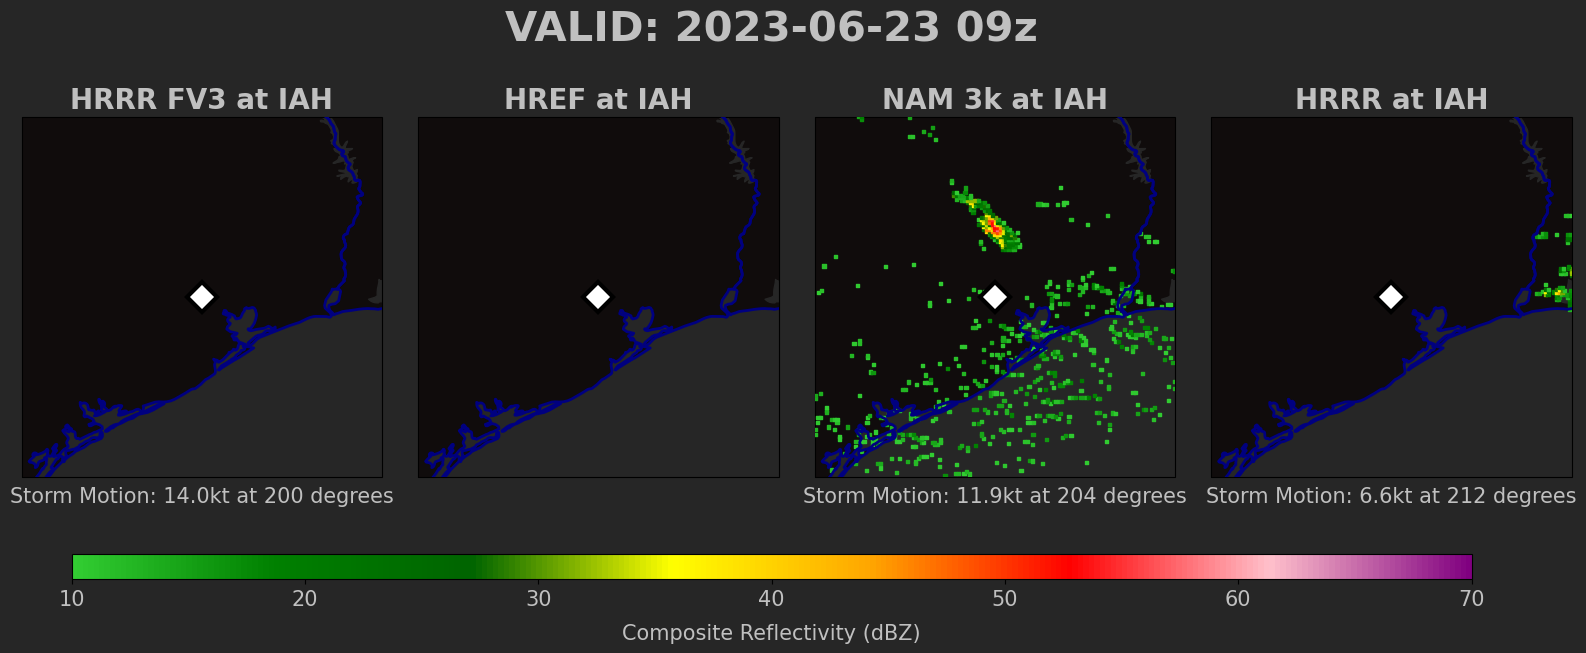 VALID: 2023-06-23 09z
HRRR FV3 at IAH
HREF at IAH
NAM 3k at IAH
HRRR at IAH
Storm Motion: 14.0kt at 200 degrees
Storm Motion: 11.9kt at 204 degrees
Storm Motion: 6.6kt at 212 degrees
10 20 30 40 50 60 70
Composite Reflectivity (dBZ)